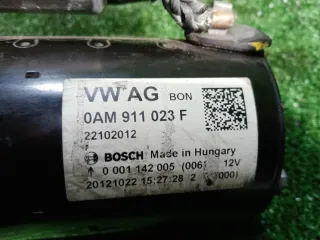 VW AG BON
0AM 911 023 F
22102012
BOSCH Made in Hungary
0 001 142 005 (006) 12V
20121022 15:27:28 2